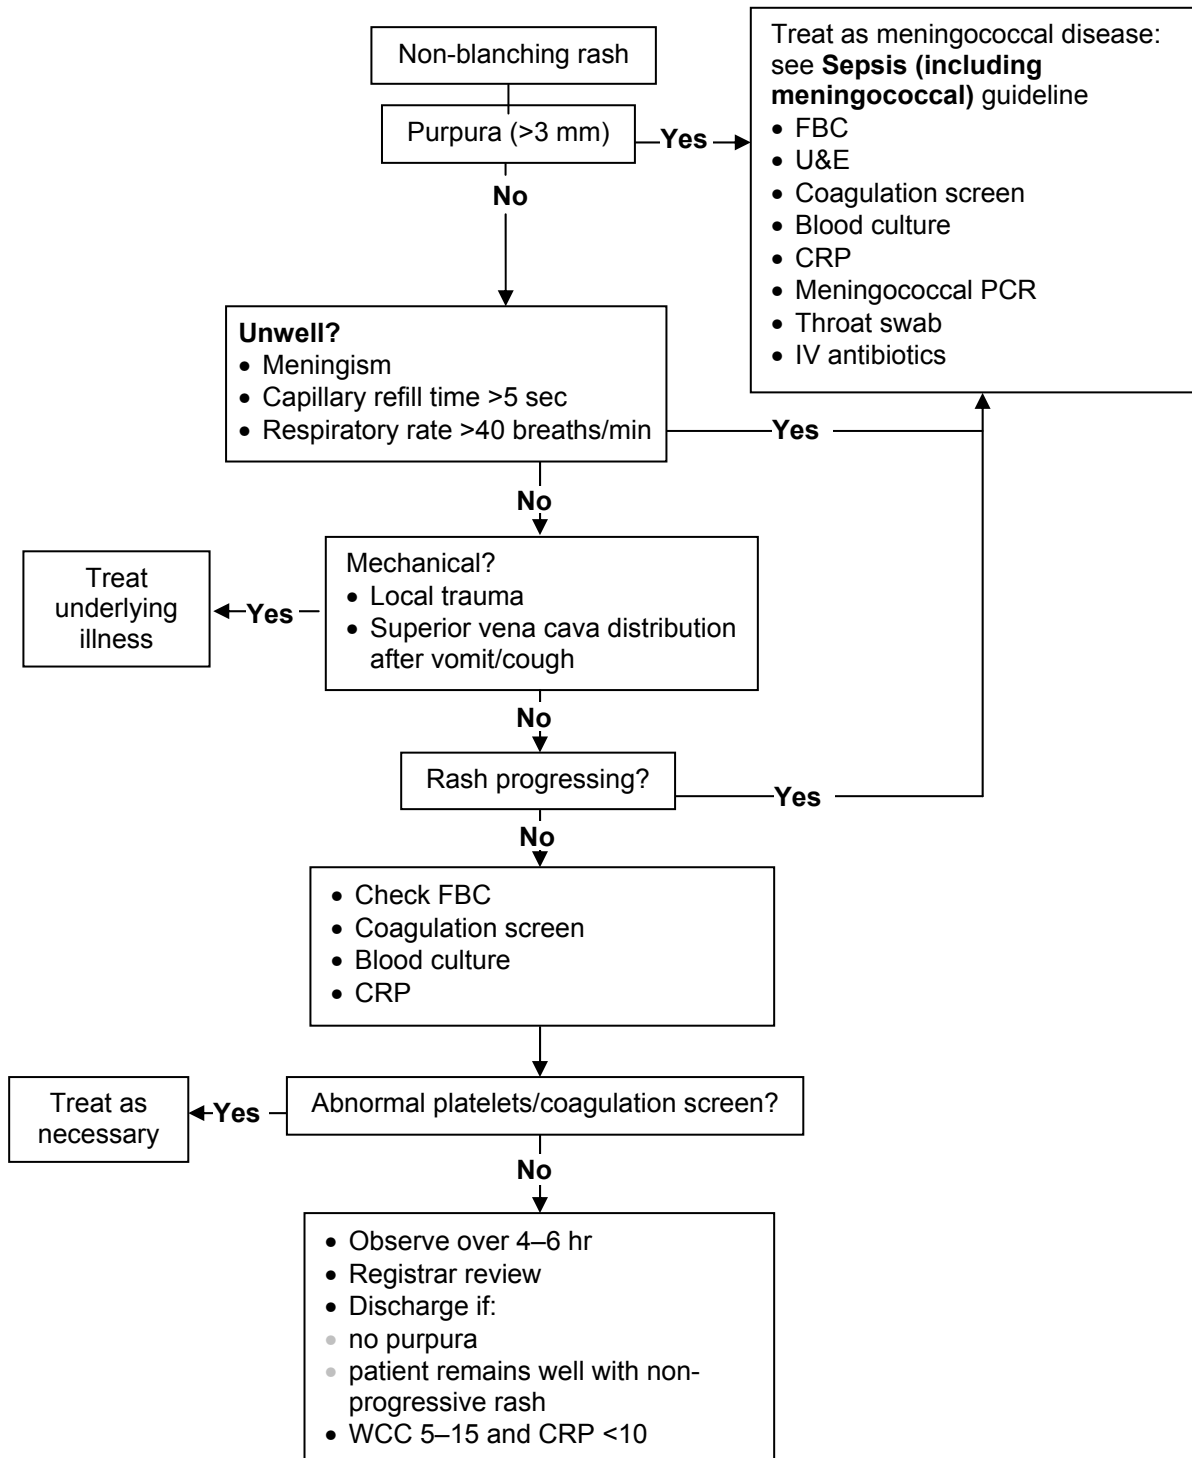 Non-blanching rash
Purpura (>3 mm)
Yes
Treat as meningococcal disease:
see Sepsis (including
meningococcal) guideline
• FBC
• U&E
• Coagulation screen
• Blood culture
• CRP
• Meningococcal PCR
• Throat swab
• IV antibiotics
No
Unwell?
• Meningism
• Capillary refill time >5 sec
• Respiratory rate >40 breaths/min
Yes
No
Mechanical?
• Local trauma
• Superior vena cava distribution
after vomit/cough
Yes
Treat
underlying
illness
No
Rash progressing?
Yes
No
• Check FBC
• Coagulation screen
• Blood culture
• CRP
Abnormal platelets/coagulation screen?
Yes
Treat as
necessary
No
• Observe over 4–6 hr
• Registrar review
• Discharge if:
• no purpura
• patient remains well with non-
progressive rash
• WCC 5–15 and CRP <10